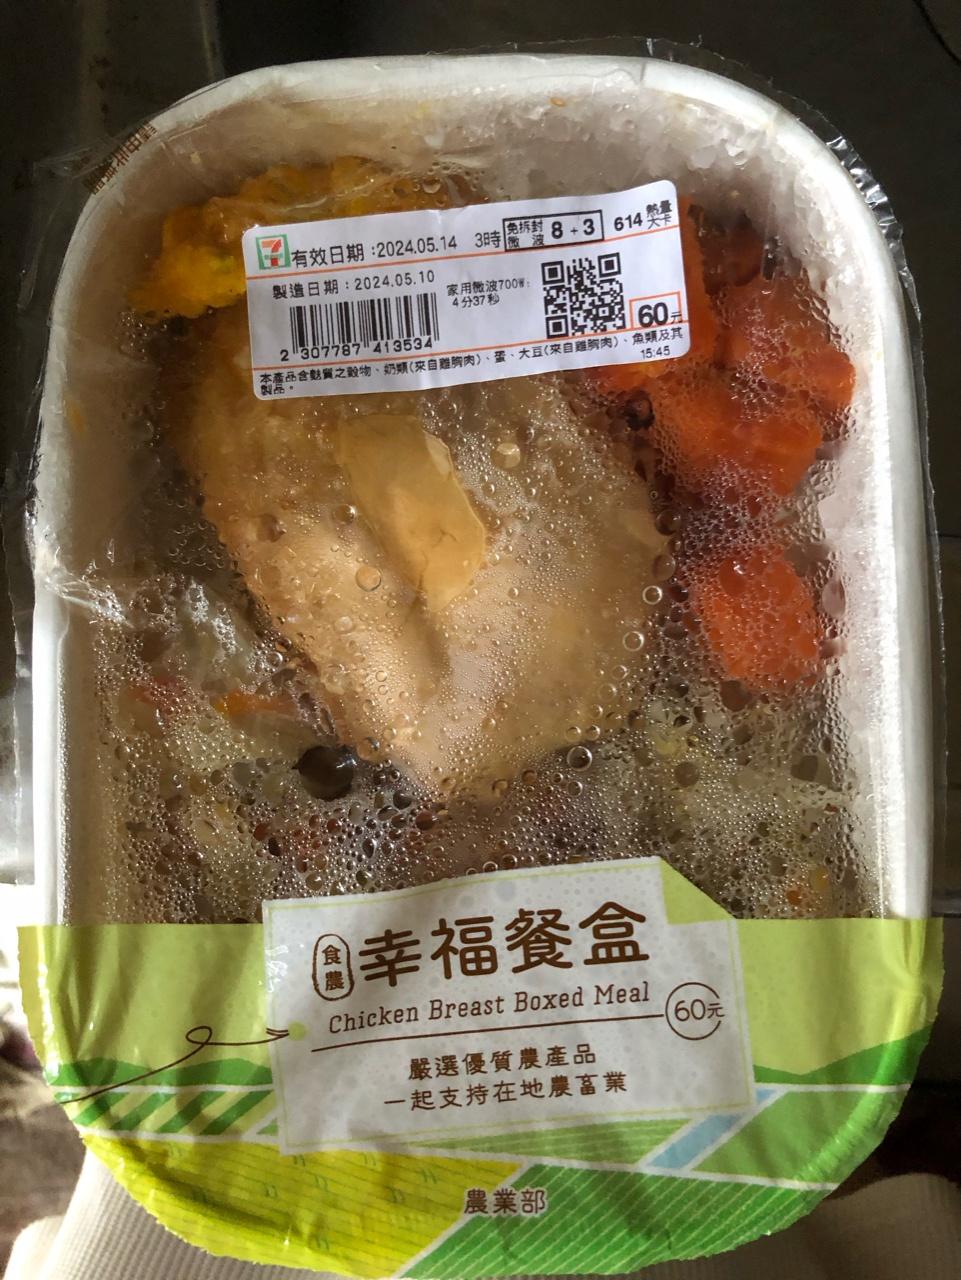 有效日期:2024.05.14 3時 免拆封微波 8+3 614 熱量大卡
製造日期:2024.05.10 家用微波700W:
4分37秒
60元
2 307787 413534
15:45
本產品含麩質之穀物、奶類(來自雞胸肉)、蛋、大豆(來自雞胸肉)、魚類及其
製品。
食農 幸福餐盒
Chicken Breast Boxed Meal 60元
嚴選優質農產品
一起支持在地農畜業
農業部